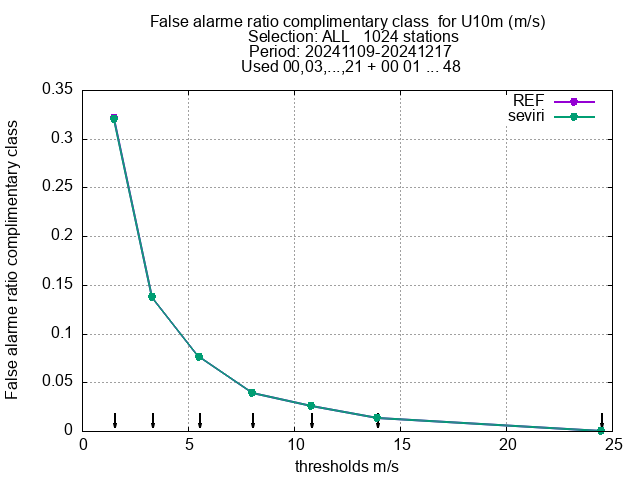 False alarme ratio complimentary class  for U10m (m/s)
Selection: ALL   1024 stations
Period: 20241109-20241217
Used 00,03,...,21 + 00 01 ... 48
REF
seviri
False alarme ratio complimentary class
0.35
0.3
0.25
0.2
0.15
0.1
0.05
0
0 5 10 15 20 25
thresholds m/s